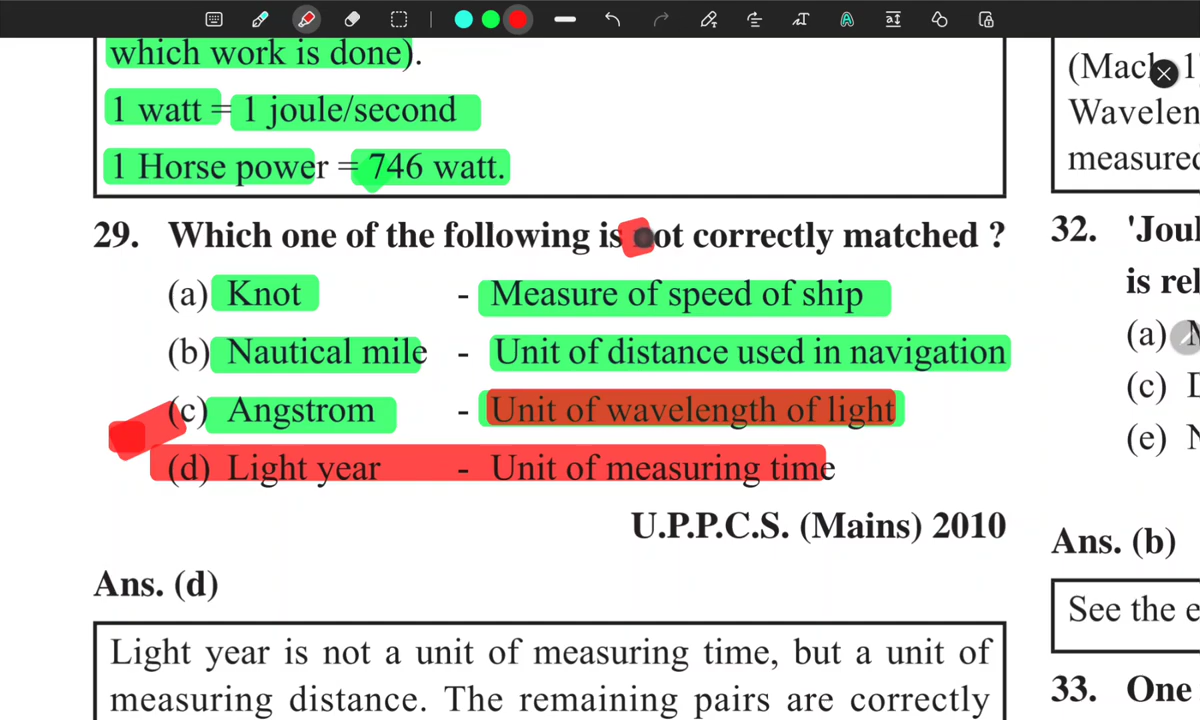 which work is done).
1 watt = 1 joule/second
1 Horse power = 746 watt.
29. Which one of the following is not correctly matched ?
(a) Knot - Measure of speed of ship
(b) Nautical mile - Unit of distance used in navigation
(c) Angstrom - Unit of wavelength of light
(d) Light year - Unit of measuring time
U.P.P.C.S. (Mains) 2010
Ans. (d)
Light year is not a unit of measuring time, but a unit of
measuring distance. The remaining pairs are correctly
(Mach 1
Wavelen
measured
32. 'Joul
is rel
(a)
(c)
(e)
Ans. (b)
See the e
33. One